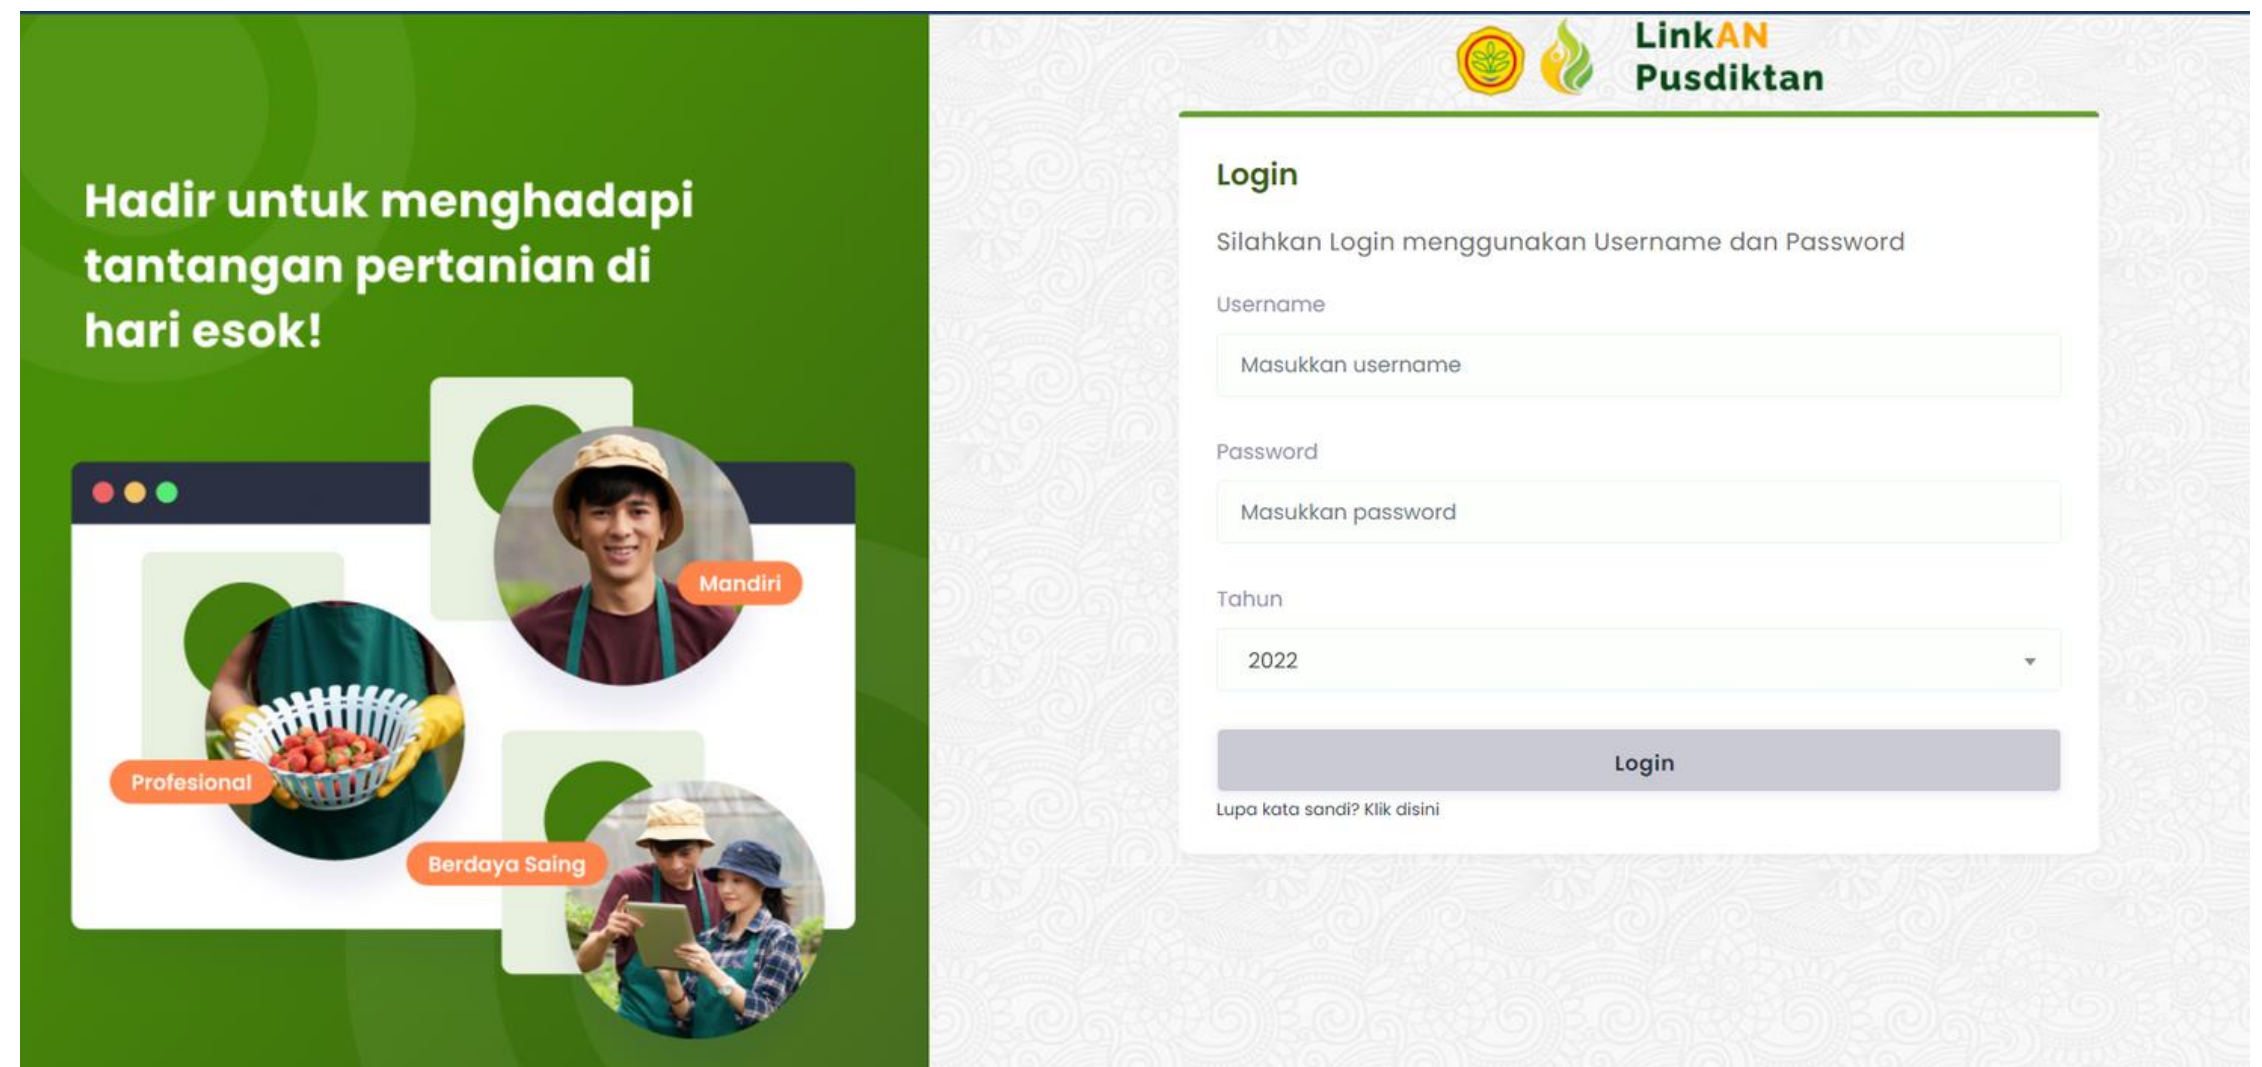 Hadir untuk menghadapi
tantangan pertanian di
hari esok!
Mandiri
Profesional
Berdaya Saing
LinkAN
Pusdiktan
Login
Silahkan Login menggunakan Username dan Password
Username
Masukkan username
Password
Masukkan password
Tahun
2022
Login
Lupa kata sandi? Klik disini